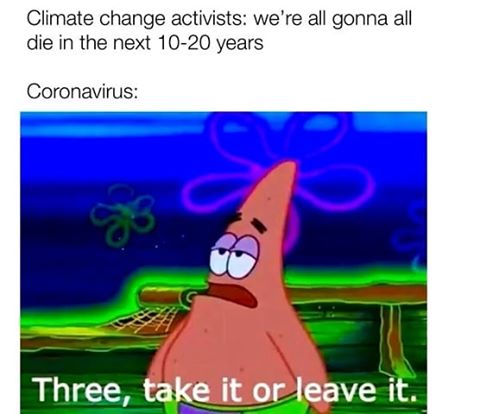 Climate change activists: we're all gonna all
die in the next 10-20 years
Coronavirus:
Three, take it or leave it.